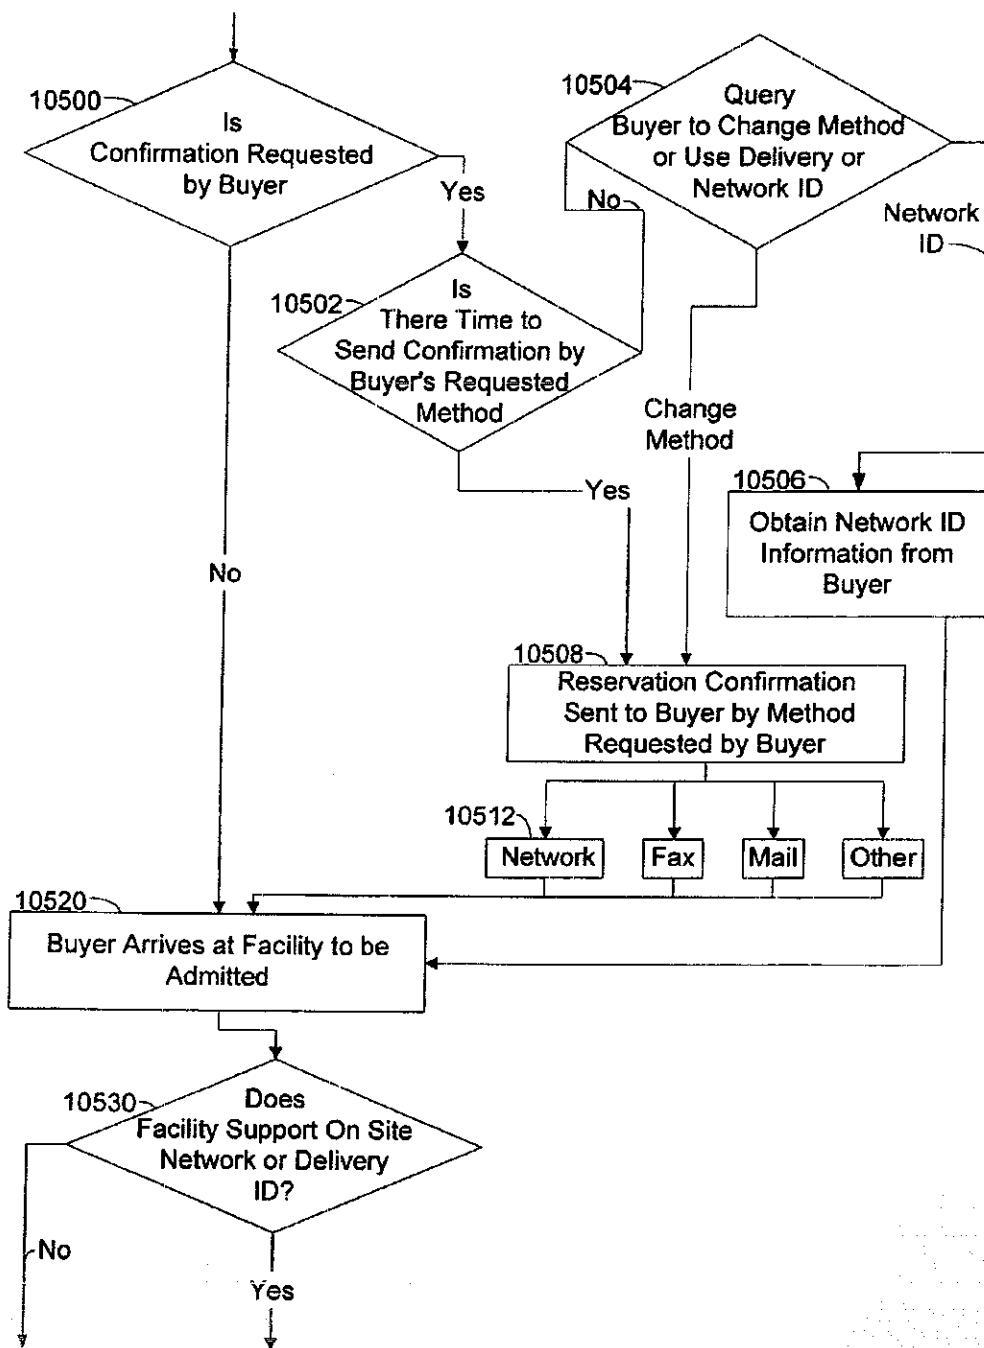 10500
Is
Confirmation Requested
by Buyer
Yes
10504
Query
Buyer to Change Method
or Use Delivery or
Network ID
No
Network
ID
10502
Is
There Time to
Send Confirmation by
Buyer's Requested
Method
Yes
Change
Method
10506
Obtain Network ID
Information from
Buyer
No
10508
Reservation Confirmation
Sent to Buyer by Method
Requested by Buyer
10512
Network
Fax
Mail
Other
10520
Buyer Arrives at Facility to be
Admitted
10530
Does
Facility Support On Site
Network or Delivery
ID?
No
Yes